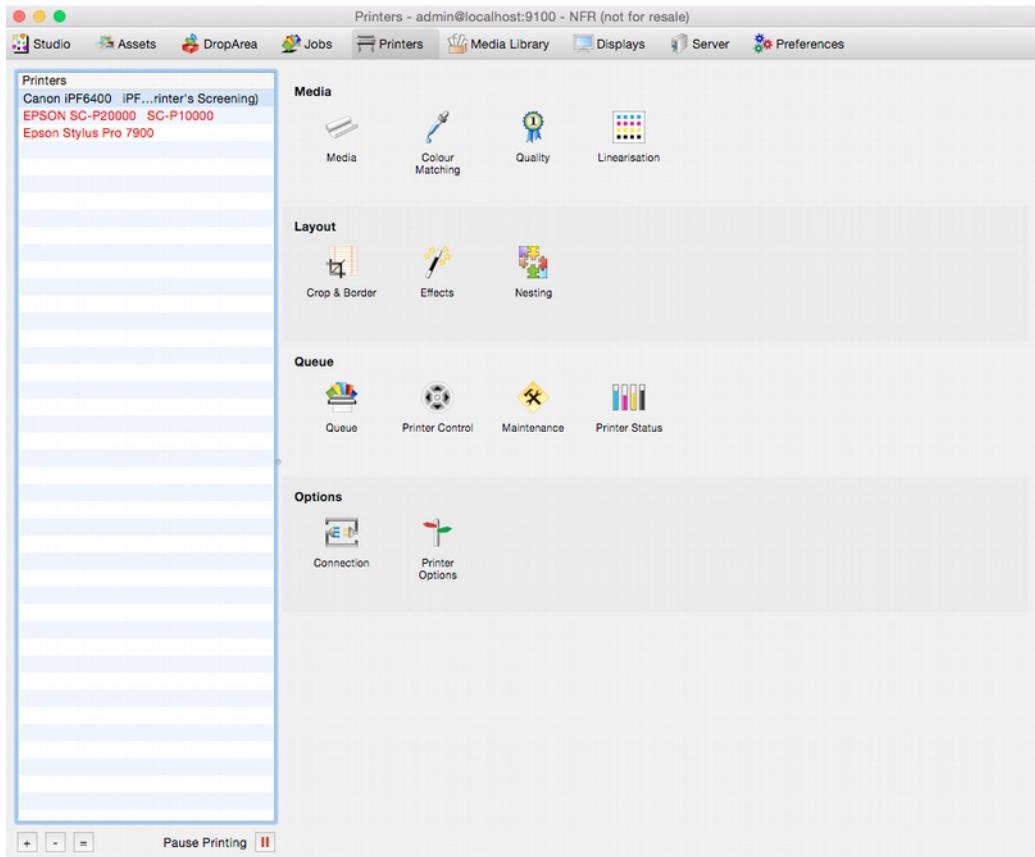 Printers - admin@localhost:9100 - NFR (not for resale)
Studio Assets DropArea Jobs Printers Media Library Displays Server Preferences
Printers
Canon iPF6400 iPF...rinter's Screening)
EPSON SC-P20000 SC-P10000
Epson Stylus Pro 7900
Media
Media
Colour
Matching
1
Quality
Linearisation
Layout
Crop & Border
Effects
Nesting
Queue
Queue
Printer Control
Maintenance
Printer Status
Options
Connection
Printer
Options
+ - =
Pause Printing